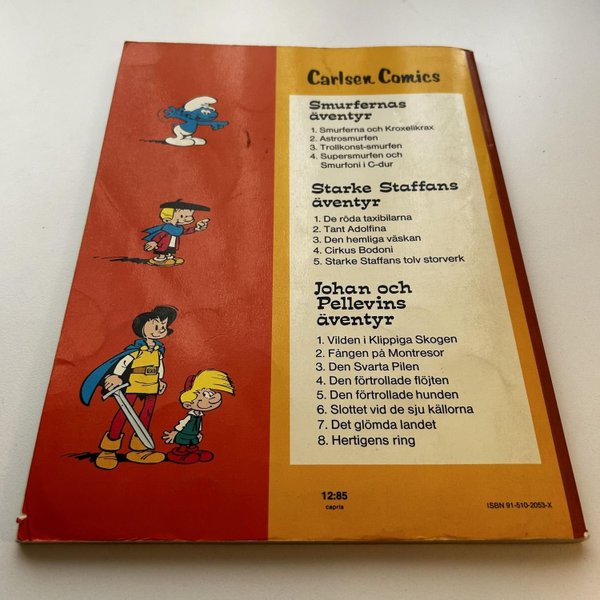 Carlsen Comics
Smurfernas
äventyr
1. Smurferna och Kroxelikrax
2. Astrosmurfen
3. Trollkonst-smurfen
4. Supersmurfen och
Smurfoni i C-dur
Starke Staffans
äventyr
1. De röda taxibilarna
2. Tant Adolfina
3. Den hemliga väskan
4. Cirkus Bodoni
5. Starke Staffans tolv storverk
Johan och
Pellevins
äventyr
1. Vilden i Klippiga Skogen
2. Fången på Montresor
3. Den Svarta Pilen
4. Den förtrollade flöjten
5. Den förtrollade hunden
6. Slottet vid de sju källorna
7. Det glömda landet
8. Hertigens ring
12:85
capris
ISBN 91-510-2053-X